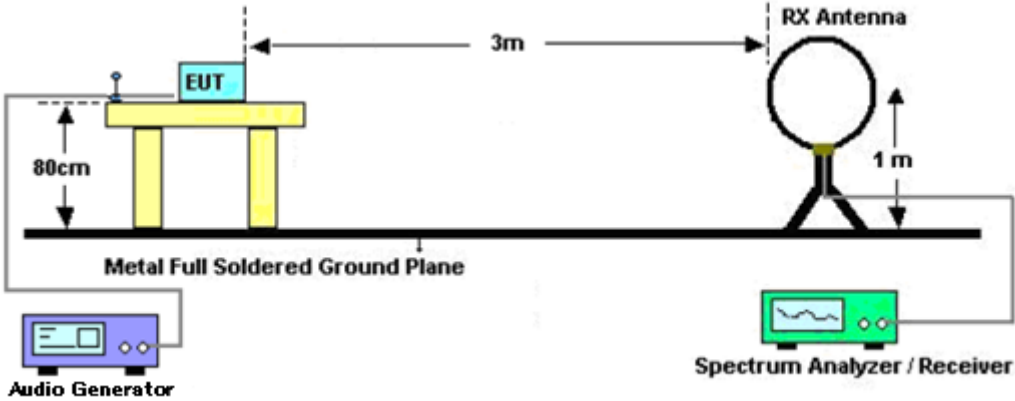 RX Antenna
3m
EUT
80cm
1 m
Metal Full Soldered Ground Plane
Spectrum Analyzer / Receiver
Audio Generator